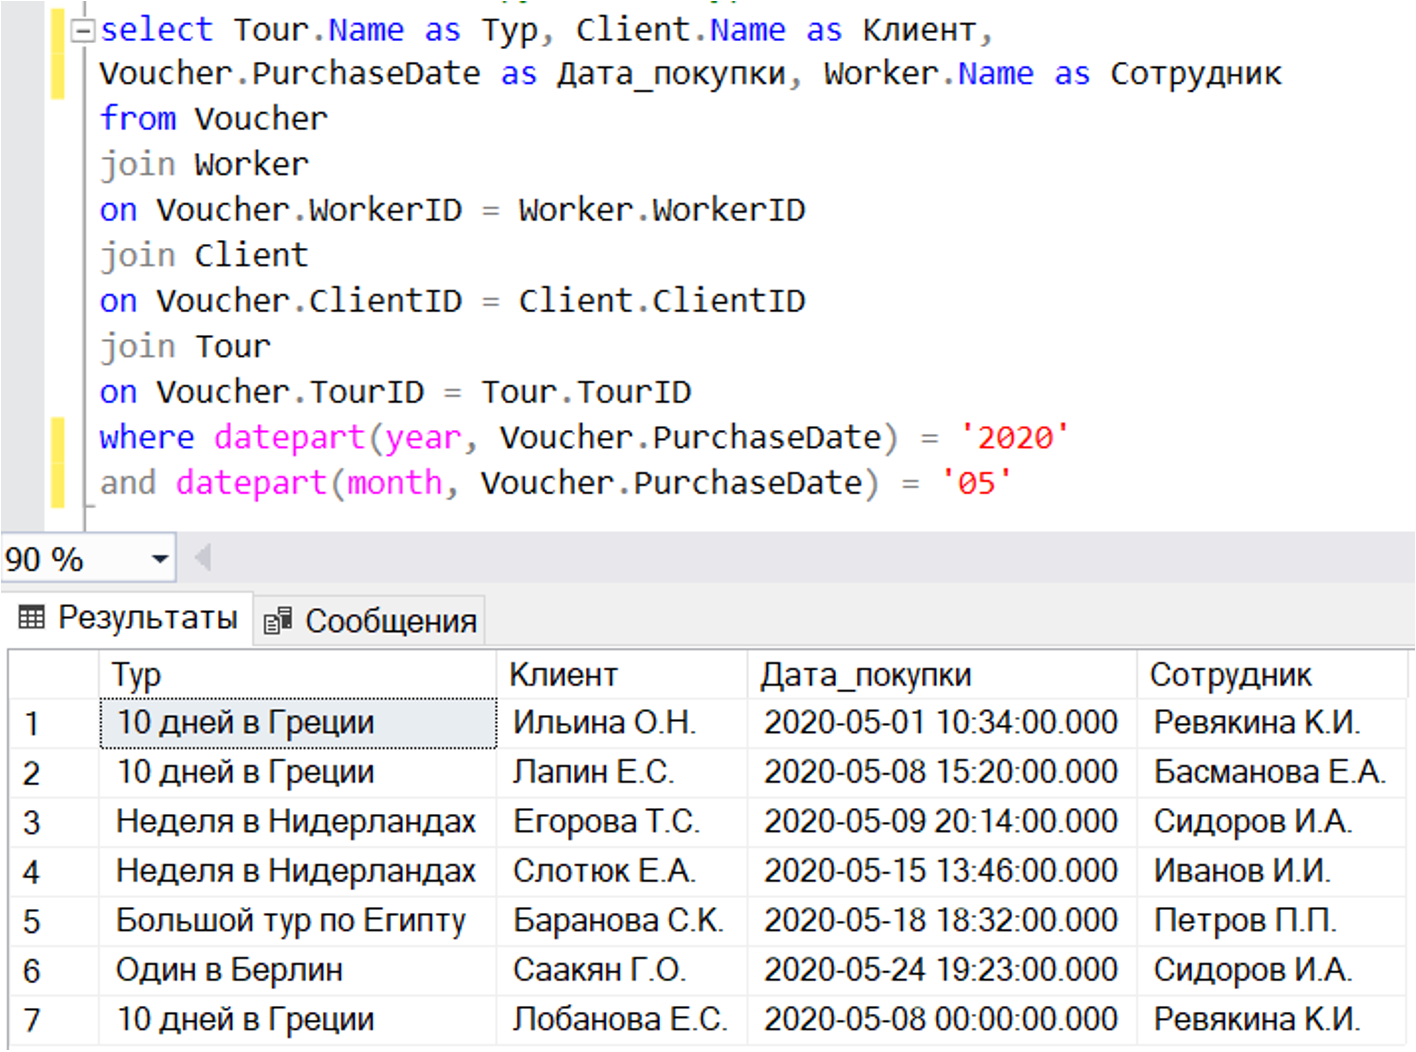 select Tour.Name as Тур, Client.Name as Клиент,
Voucher.PurchaseDate as Дата_покупки, Worker.Name as Сотрудник
from Voucher
join Worker
on Voucher.WorkerID = Worker.WorkerID
join Client
on Voucher.ClientID = Client.ClientID
join Tour
on Voucher.TourID = Tour.TourID
where datepart(year, Voucher.PurchaseDate) = '2020'
and datepart(month, Voucher.PurchaseDate) = '05'
90 %
Результаты Сообщения
Тур Клиент Дата_покупки Сотрудник
1 10 дней в Греции Ильина О.Н. 2020-05-01 10:34:00.000 Ревякина К.И.
2 10 дней в Греции Лапин Е.С. 2020-05-08 15:20:00.000 Басманова Е.А.
3 Неделя в Нидерландах Егорова Т.С. 2020-05-09 20:14:00.000 Сидоров И.А.
4 Неделя в Нидерландах Слотюк Е.А. 2020-05-15 13:46:00.000 Иванов И.И.
5 Большой тур по Египту Баранова С.К. 2020-05-18 18:32:00.000 Петров П.П.
6 Один в Берлин Саакян Г.О. 2020-05-24 19:23:00.000 Сидоров И.А.
7 10 дней в Греции Лобанова Е.С. 2020-05-08 00:00:00.000 Ревякина К.И.